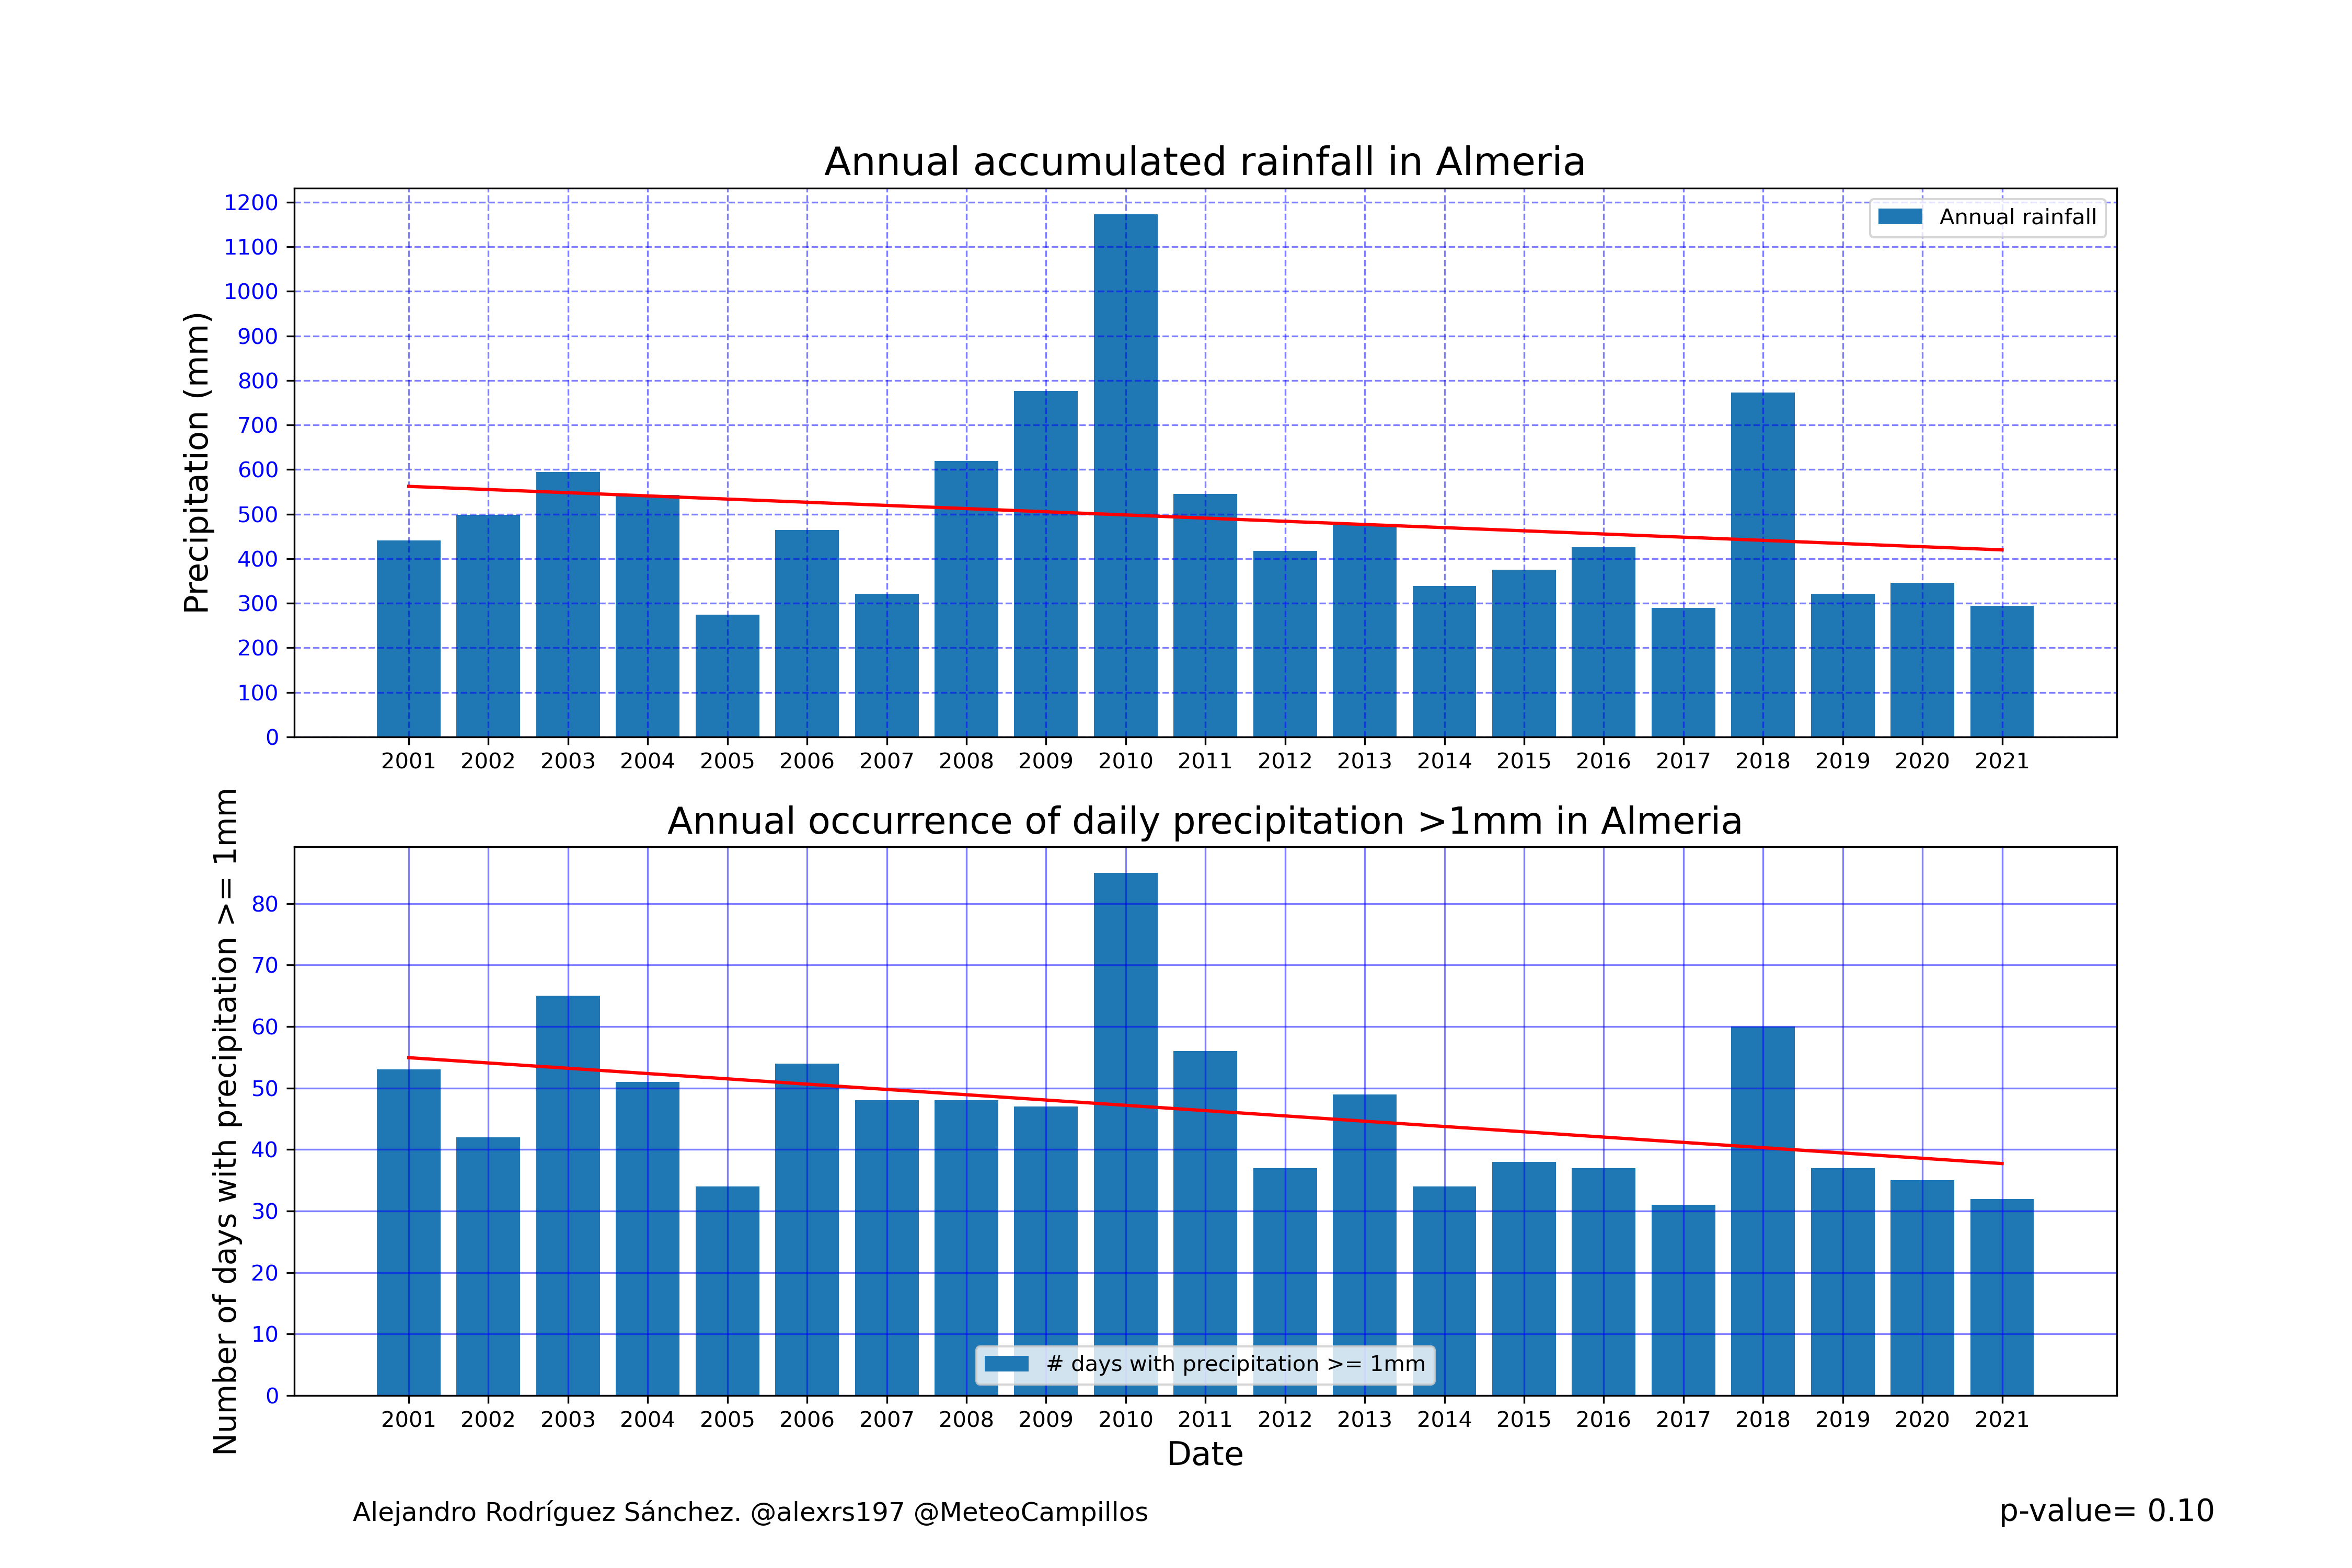 Annual accumulated rainfall in Almeria
Precipitation (mm)
1200
1100
1000
900
800
700
600
500
400
300
200
100
0
Annual rainfall
2001 2002 2003 2004 2005 2006 2007 2008 2009 2010 2011 2012 2013 2014 2015 2016 2017 2018 2019 2020 2021
Annual occurrence of daily precipitation >1mm in Almeria
Number of days with precipitation >= 1mm
80
70
60
50
40
30
20
10
0
# days with precipitation >= 1mm
2001 2002 2003 2004 2005 2006 2007 2008 2009 2010 2011 2012 2013 2014 2015 2016 2017 2018 2019 2020 2021
Date
Alejandro Rodríguez Sánchez. @alexrs197 @MeteoCampillos
p-value= 0.10